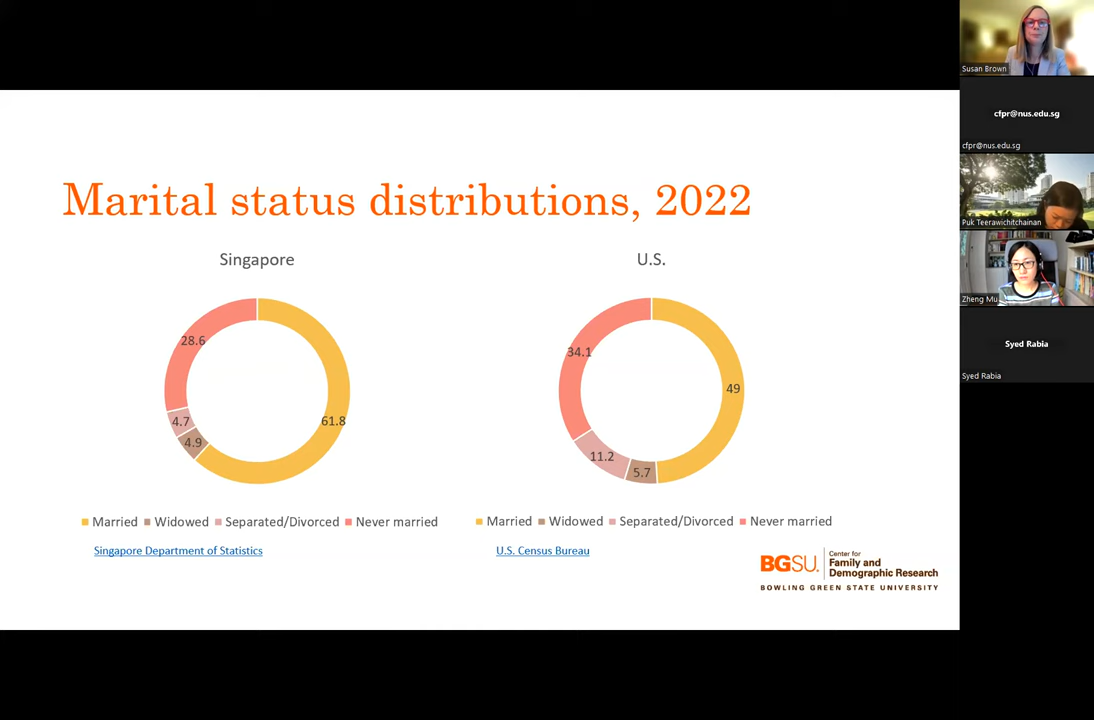 Marital status distributions, 2022
Singapore
28.6
4.7
4.9
61.8
Married Widowed Separated/Divorced Never married
Singapore Department of Statistics
U.S.
34.1
49
11.2
5.7
Married Widowed Separated/Divorced Never married
U.S. Census Bureau
BGSU.
Center for
Family and
Demographic Research
BOWLING GREEN STATE UNIVERSITY
Susan Brown
cfpr@nus.edu.sg
cfpr@nus.edu.sg
Puk Teerawichitchainan
Zheng Mu
Syed Rabia
Syed Rabia